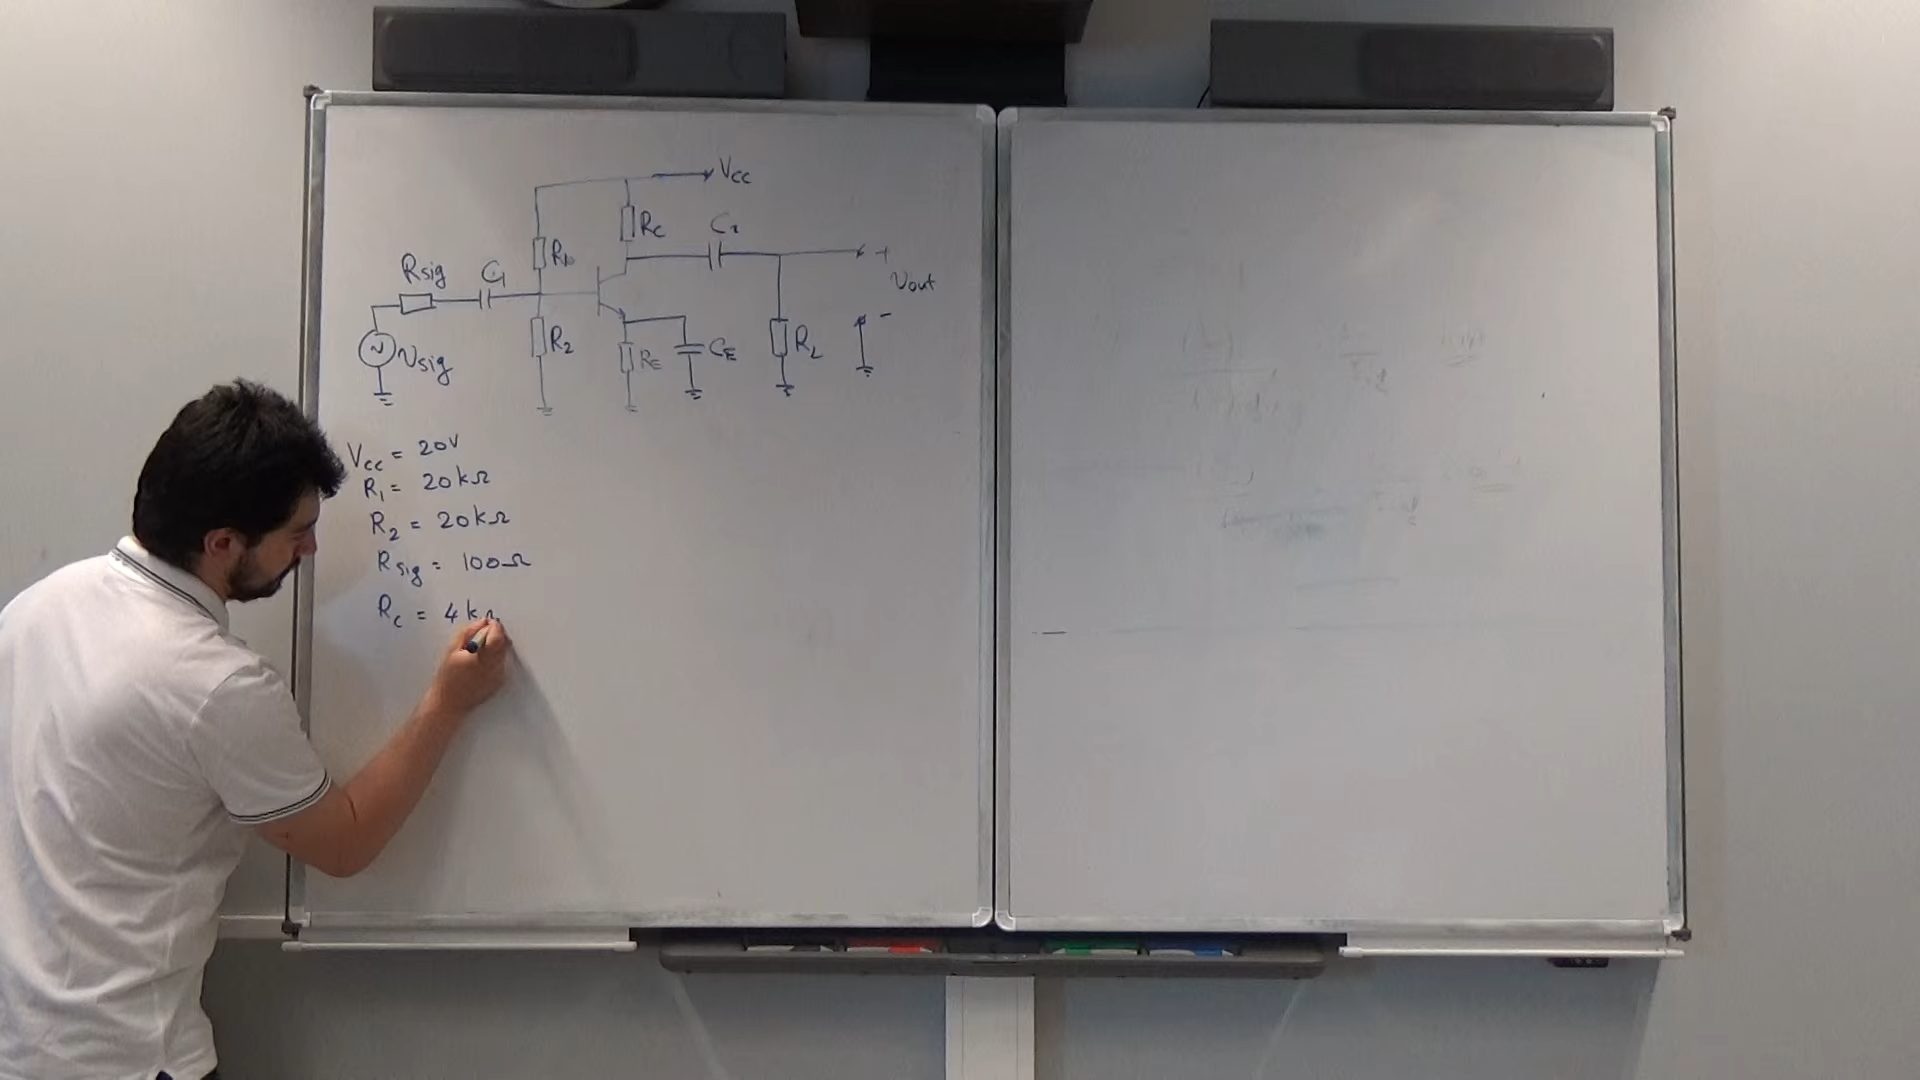 Vcc
Rc
C2
+
R1
Rsig
C1
Vout
-
R2
RE
CE
RL
Vsig
Vcc = 20V
R1 = 20kΩ
R2 = 20kΩ
Rsig = 100Ω
Rc = 4kΩ